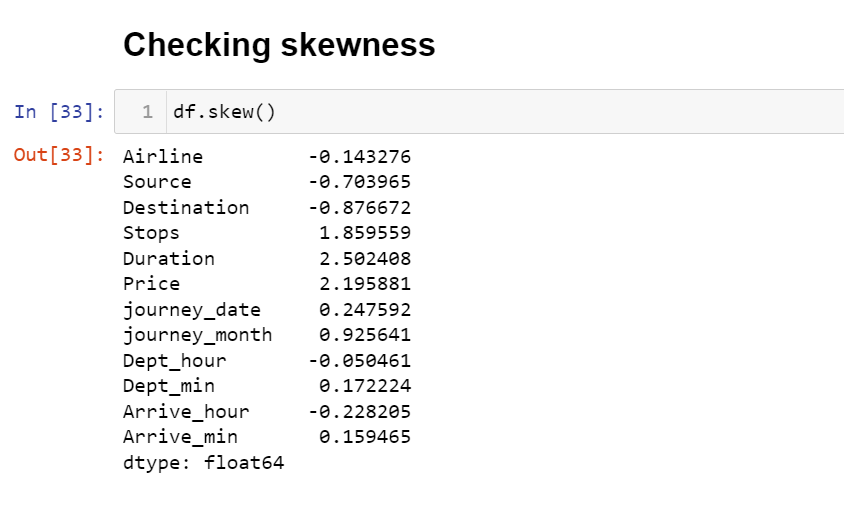 Checking skewness
In [33]: 1 df.skew()
Out[33]: Airline -0.143276
Source -0.703965
Destination -0.876672
Stops 1.859559
Duration 2.502408
Price 2.195881
journey_date 0.247592
journey_month 0.925641
Dept_hour -0.050461
Dept_min 0.172224
Arrive_hour -0.228205
Arrive_min 0.159465
dtype: float64